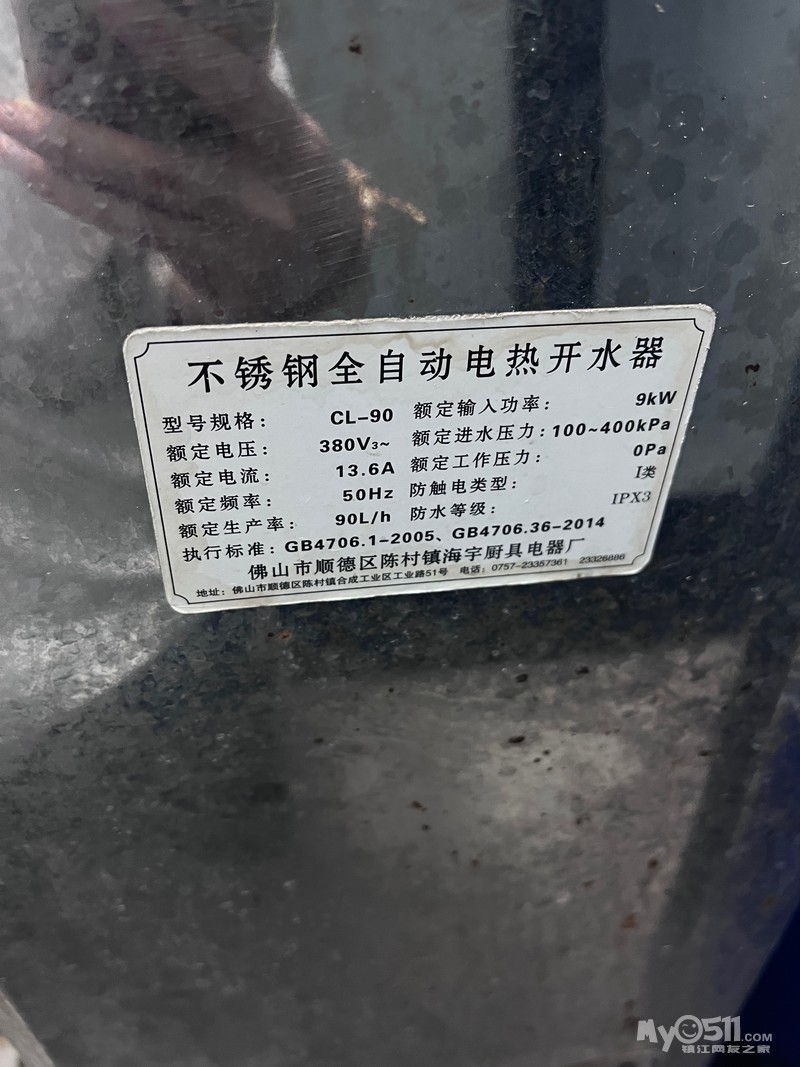 不锈钢全自动电热开水器
型号规格: CL-90 额定输入功率: 9kW
额定电压: 380V3~ 额定进水压力: 100~400kPa
额定电流: 13.6A 额定工作压力: 0Pa
额定频率: 50Hz 防触电类型: I类
额定生产率: 90L/h 防水等级: IPX3
执行标准: GB4706.1-2005、GB4706.36-2014
佛山市顺德区陈村镇海宇厨具电器厂
地址: 佛山市顺德区陈村镇合成工业区工业路51号 电话: 0757-23357361 23326886
My0511.COM
镇江网友之家